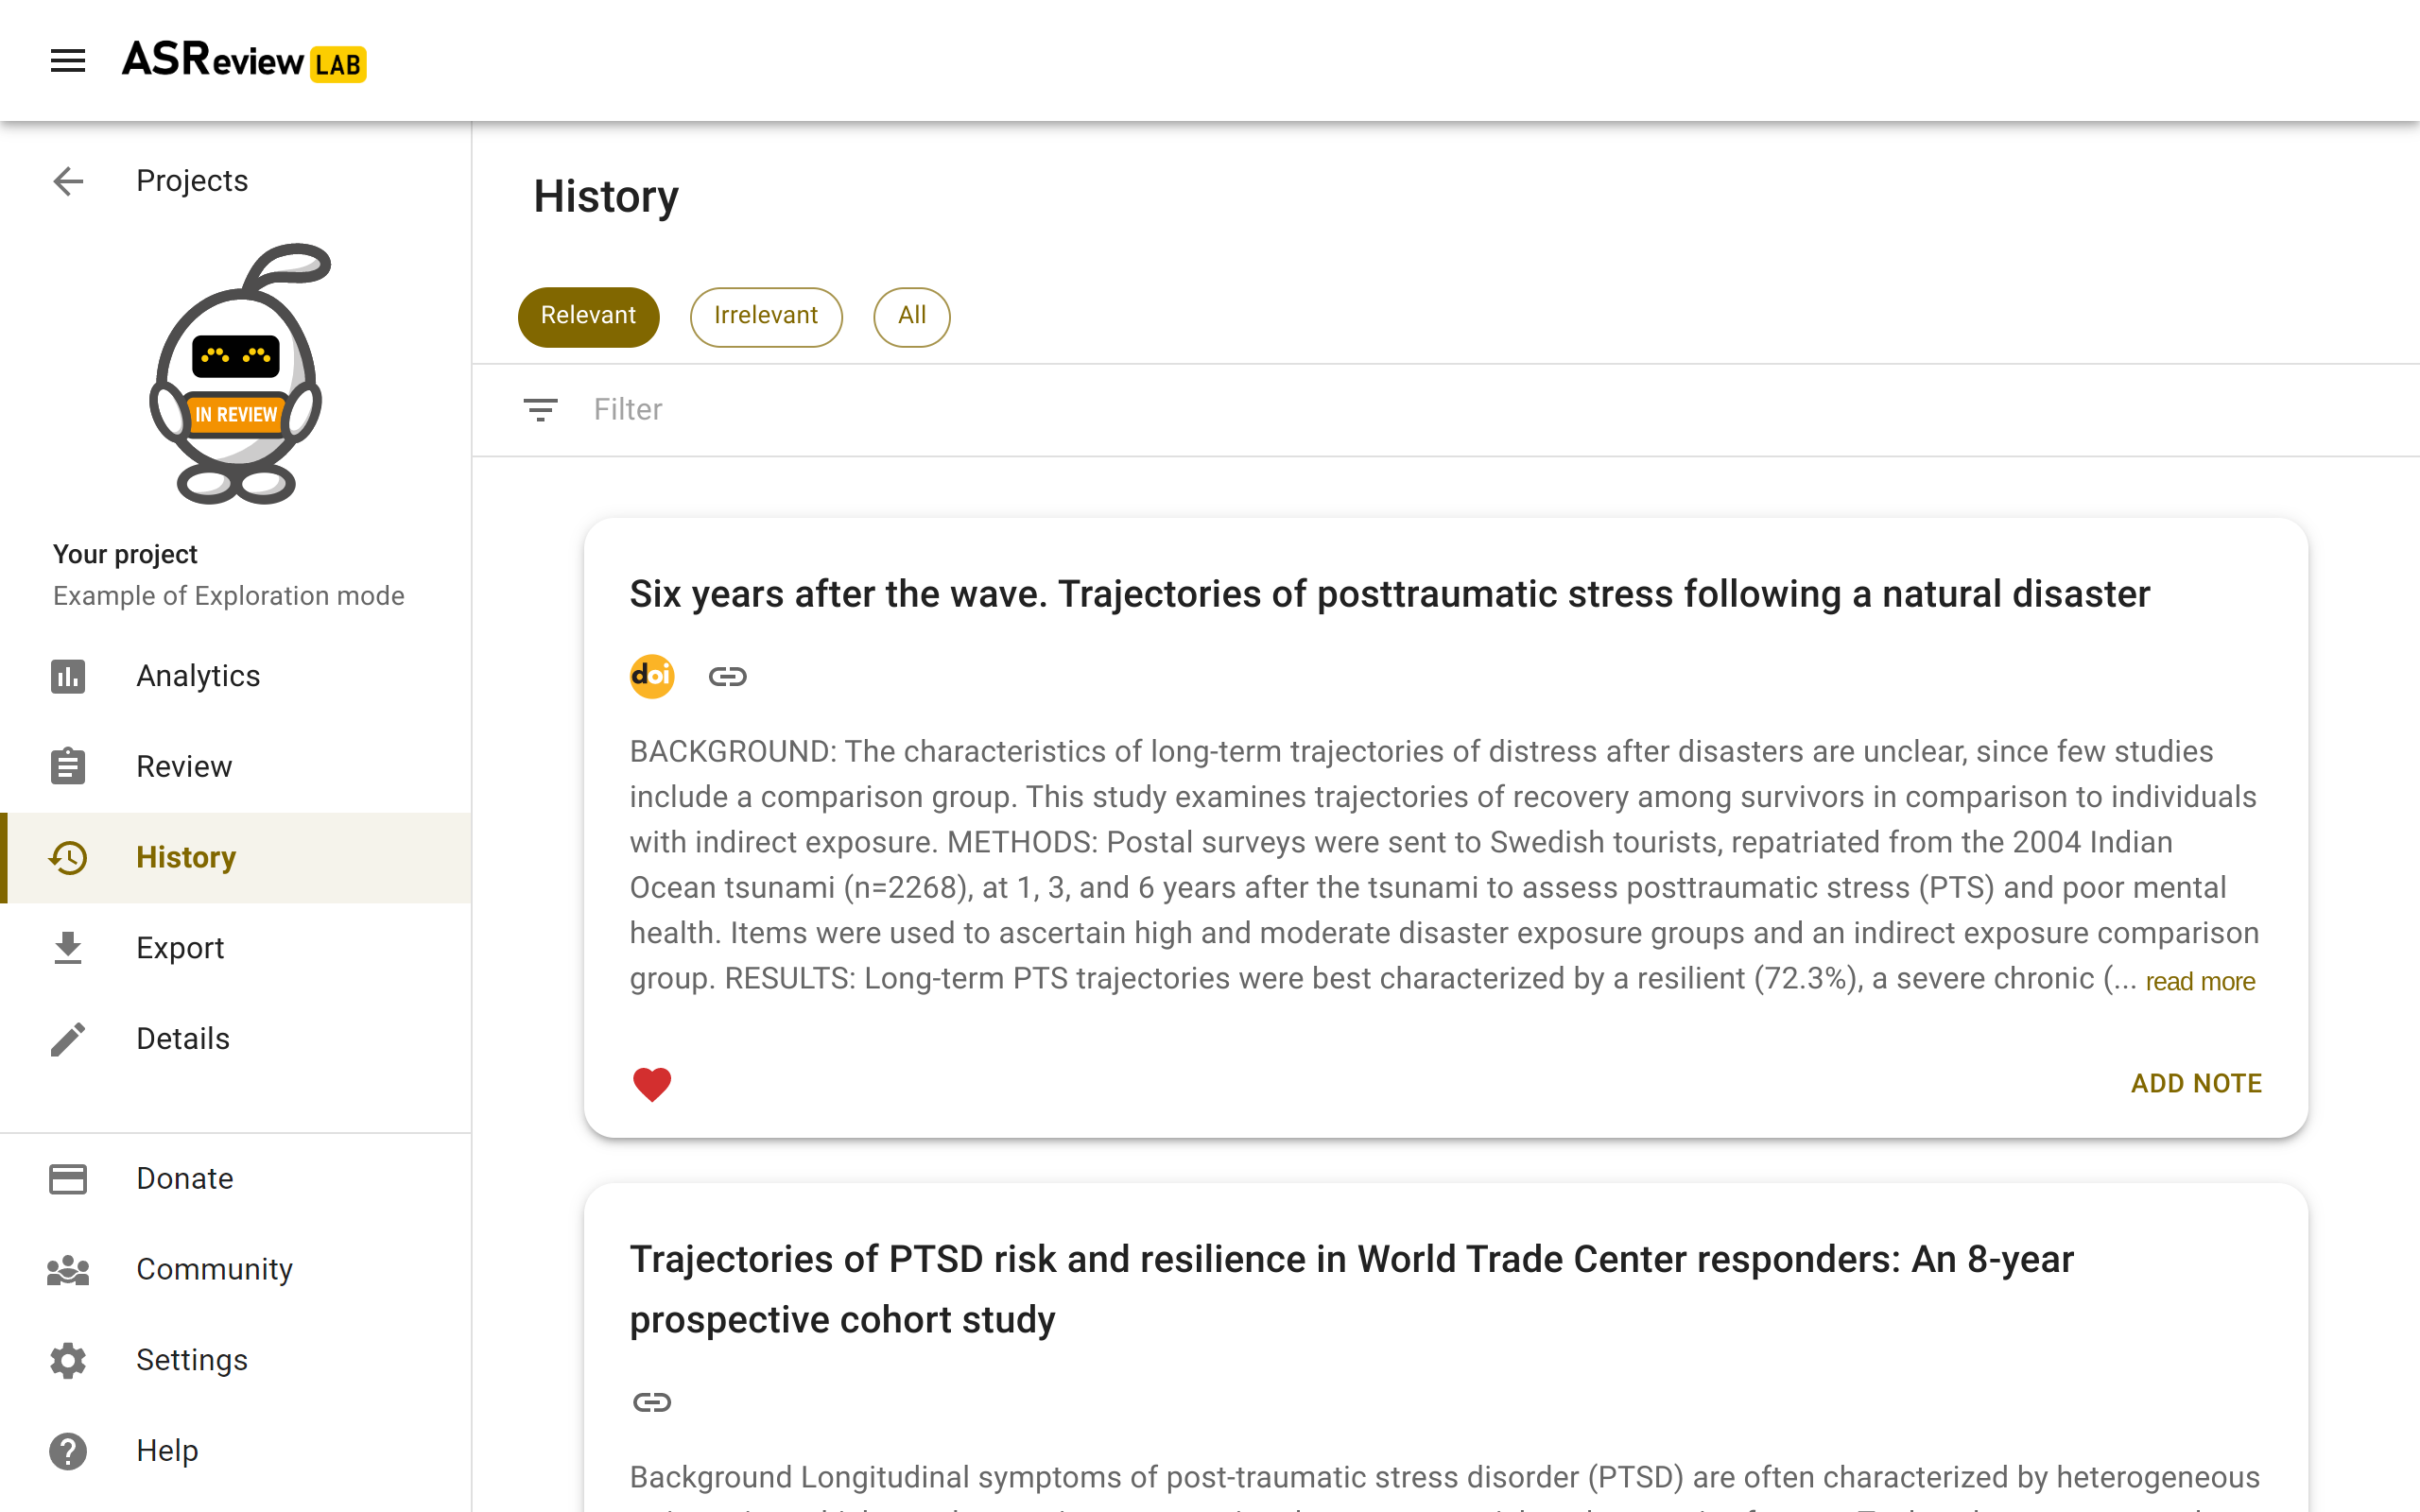 ASReview LAB
Projects
IN REVIEW
Your project
Example of Exploration mode
Analytics
Review
History
Export
Details
Donate
Community
Settings
Help
History
Relevant Irrelevant All
Filter
Six years after the wave. Trajectories of posttraumatic stress following a natural disaster
doi
BACKGROUND: The characteristics of long-term trajectories of distress after disasters are unclear, since few studies
include a comparison group. This study examines trajectories of recovery among survivors in comparison to individuals
with indirect exposure. METHODS: Postal surveys were sent to Swedish tourists, repatriated from the 2004 Indian
Ocean tsunami (n=2268), at 1, 3, and 6 years after the tsunami to assess posttraumatic stress (PTS) and poor mental
health. Items were used to ascertain high and moderate disaster exposure groups and an indirect exposure comparison
group. RESULTS: Long-term PTS trajectories were best characterized by a resilient (72.3%), a severe chronic (... read more
ADD NOTE
Trajectories of PTSD risk and resilience in World Trade Center responders: An 8-year
prospective cohort study
Background Longitudinal symptoms of post-traumatic stress disorder (PTSD) are often characterized by heterogeneous